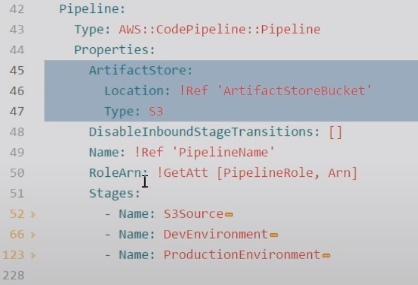 42 Pipeline:
43 Type: AWS::CodePipeline::Pipeline
44 Properties:
45 ArtifactStore:
46 Location: !Ref 'ArtifactStoreBucket'
47 Type: S3
48 DisableInboundStageTransitions: []
49 Name: !Ref 'PipelineName'
50 RoleArn: !GetAtt [PipelineRole, Arn]
51 Stages:
52 - Name: S3Source
66 - Name: DevEnvironment
123 - Name: ProductionEnvironment
228